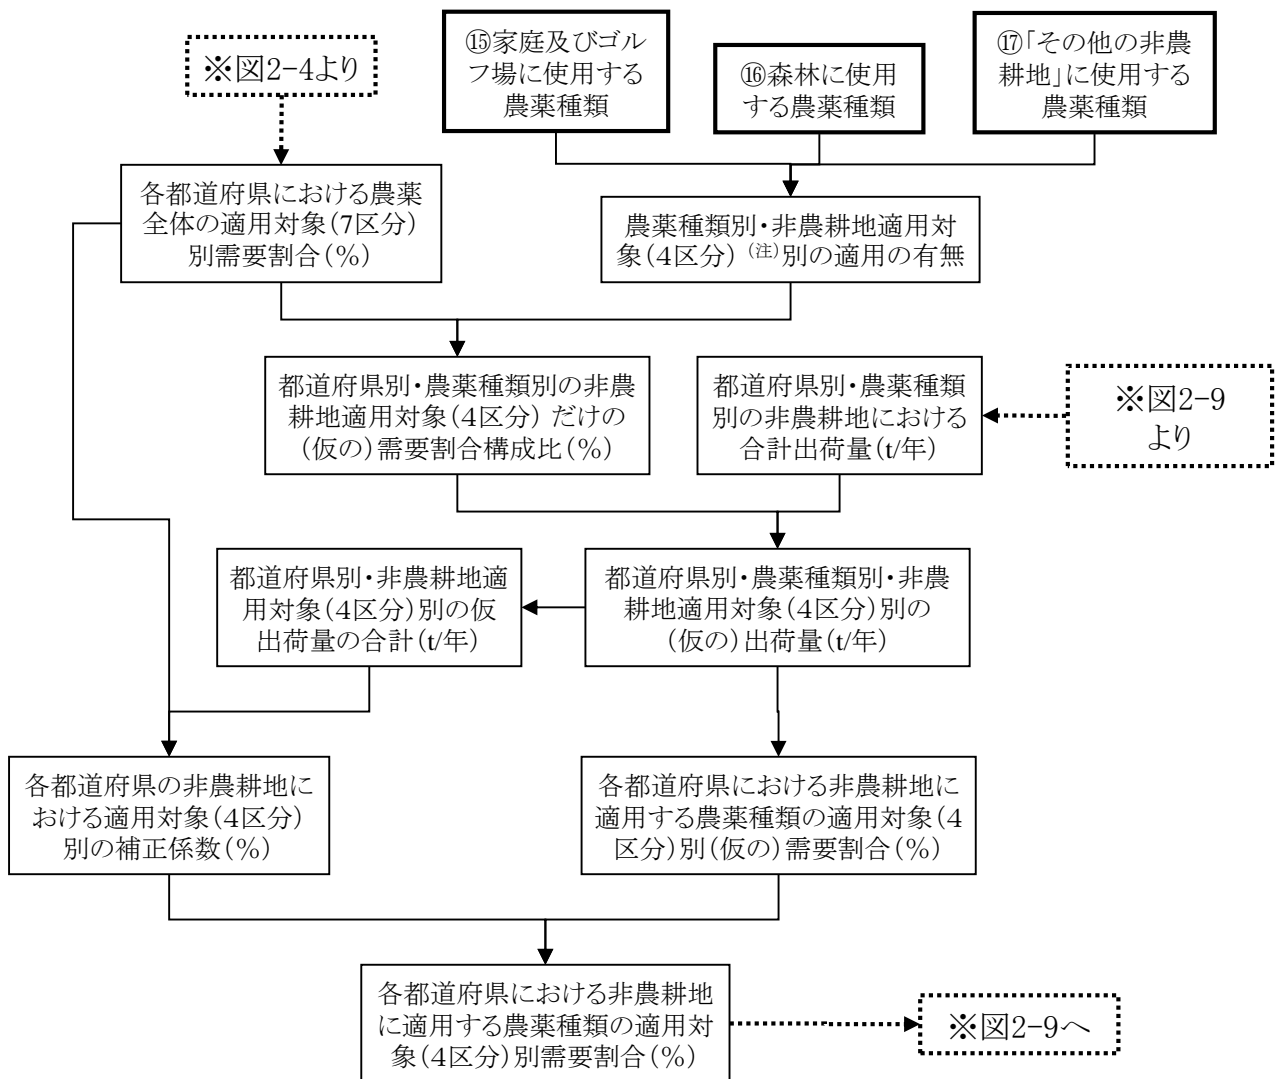 ※図2-4より
⑮家庭及びゴル
フ場に使用する
農薬種類
⑯森林に使用
する農薬種類
⑰「その他の非農
耕地」に使用する
農薬種類
各都道府県における農薬
全体の適用対象(7区分)
別需要割合(%)
農薬種類別・非農耕地適用対
象(4区分)(注)別の適用の有無
都道府県別・農薬種類別の非農
耕地適用対象(4区分)だけの
(仮の)需要割合構成比(%)
都道府県別・農薬種類
別の非農耕地における
合計出荷量(t/年)
※図2-9
より
都道府県別・非農耕地適
用対象(4区分)別の仮
出荷量の合計(t/年)
都道府県別・農薬種類別・非農
耕地適用対象(4区分)別の
(仮の)出荷量(t/年)
各都道府県の非農耕地に
おける適用対象(4区分)
別の補正係数(%)
各都道府県における非農耕地に
適用する農薬種類の適用対象(4
区分)別(仮の)需要割合(%)
各都道府県における非農耕地
に適用する農薬種類の適用対
象(4区分)別需要割合(%)
※図2-9へ